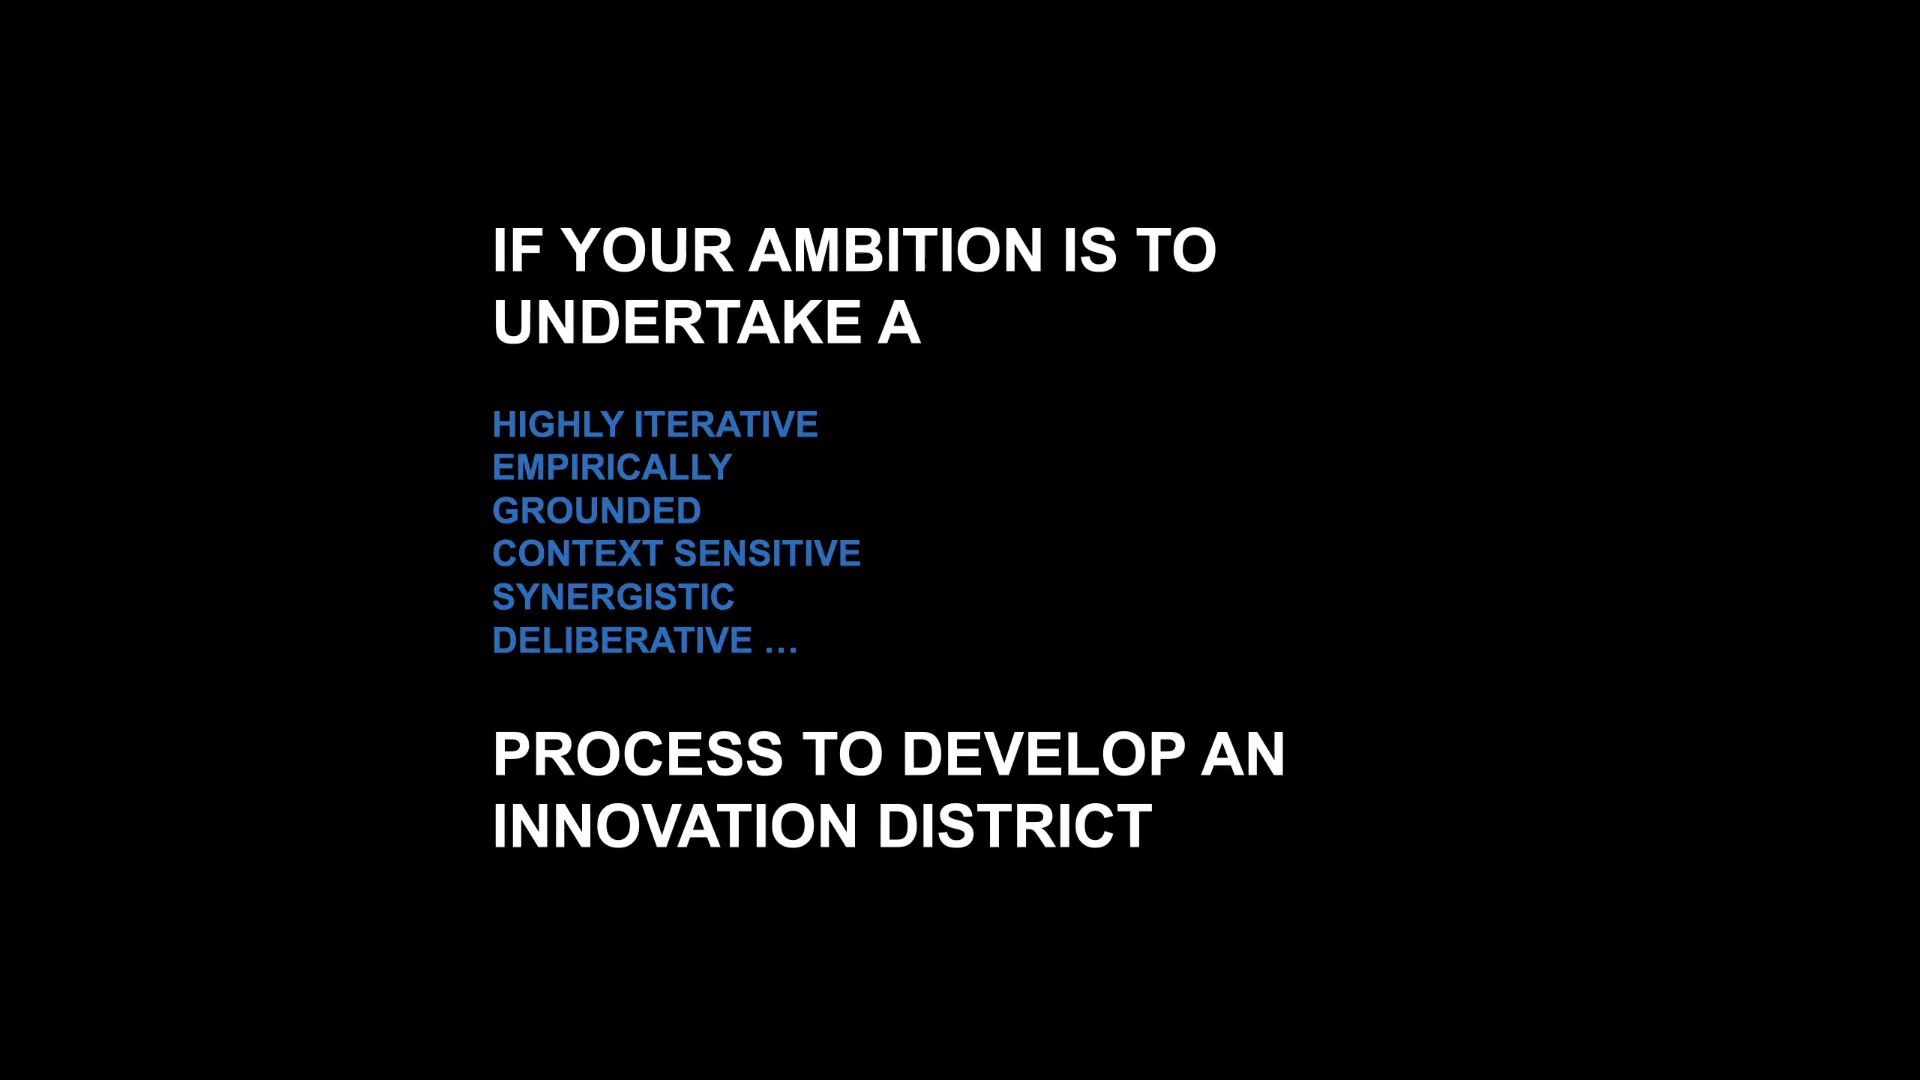 IF YOUR AMBITION IS TO
UNDERTAKE A
HIGHLY ITERATIVE
EMPIRICALLY
GROUNDED
CONTEXT SENSITIVE
SYNERGISTIC
DELIBERATIVE …
PROCESS TO DEVELOP AN
INNOVATION DISTRICT